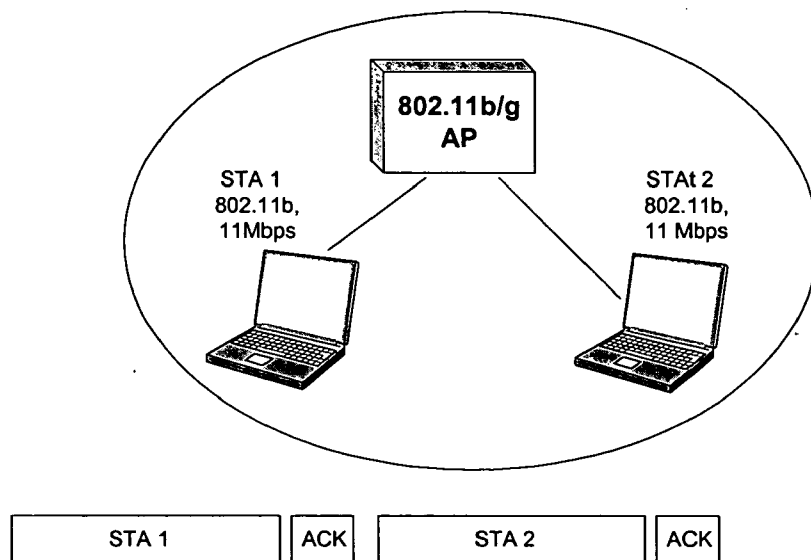 802.11b/g
AP
STA 1
802.11b,
11Mbps
STAt 2
802.11b,
11 Mbps
STA 1
ACK
STA 2
ACK